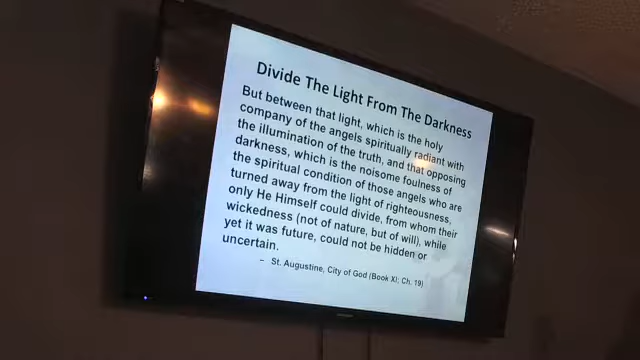 Divide The Light From The Darkness
But between that light, which is the holy
company of the angels spiritually radiant with
the illumination of the truth, and that opposing
darkness, which is the noisome foulness of
the spiritual condition of those angels who are
turned away from the light of righteousness,
only He Himself could divide, from whom their
wickedness (not of nature, but of will), while
yet it was future, could not be hidden or
uncertain.
– St. Augustine, City of God (Book XI; Ch. 19)